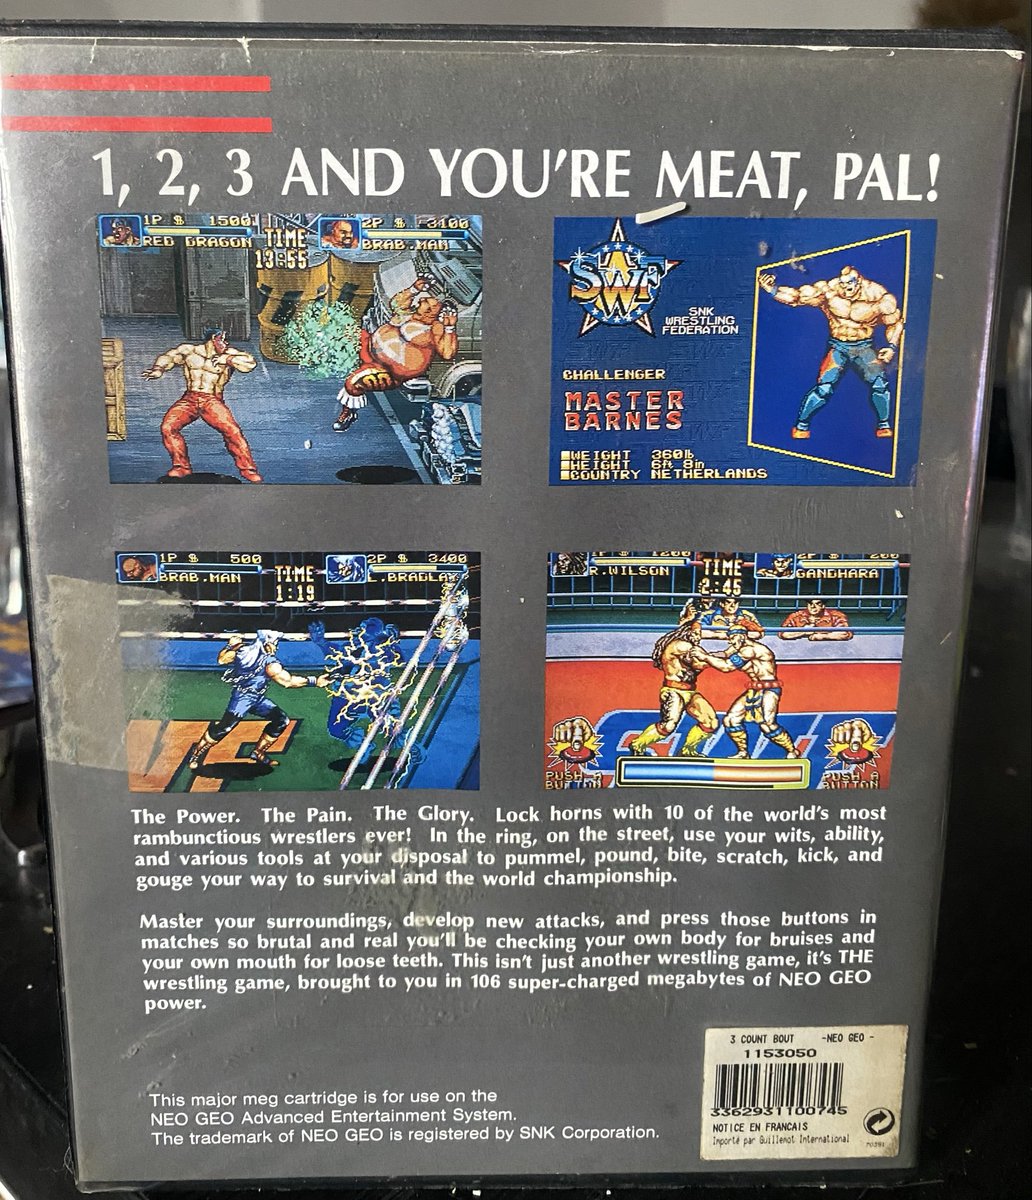 1, 2, 3 AND YOU'RE MEAT, PAL!
1P $ 1500 2P $ 3400
RED DRAGON TIME BRAB.MAN
13:55
SWF
SNK
WRESTLING
FEDERATION
CHALLENGER
MASTER
BARNES
WEIGHT 360lb
HEIGHT 6ft 8in
COUNTRY NETHERLANDS
1P $ 500 2P $ 3400
BRAB.MAN TIME L.BRADLAY
1:19
1P $ 1200 2P $ 200
R.WILSON TIME GANDHARA
2:45
PUSH A PUSH A
BUTTON BUTTON
The Power. The Pain. The Glory. Lock horns with 10 of the world's most
rambunctious wrestlers ever! In the ring, on the street, use your wits, ability,
and various tools at your disposal to pummel, pound, bite, scratch, kick, and
gouge your way to survival and the world championship.
Master your surroundings, develop new attacks, and press those buttons in
matches so brutal and real you'll be checking your own body for bruises and
your own mouth for loose teeth. This isn't just another wrestling game, it's THE
wrestling game, brought to you in 106 super-charged megabytes of NEO GEO
power.
This major meg cartridge is for use on the
NEO GEO Advanced Entertainment System.
The trademark of NEO GEO is registered by SNK Corporation.
3 COUNT BOUT -NEO GEO -
1153050
3362931100745
NOTICE EN FRANCAIS
Importé par Guillemot International